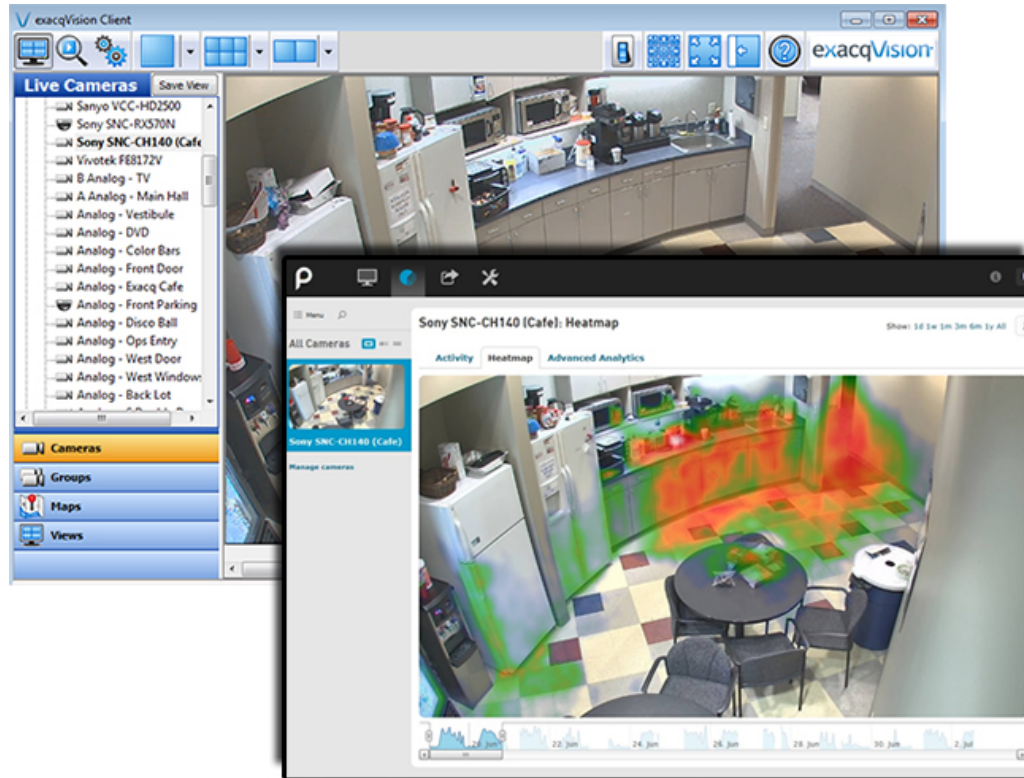 exacqVision Client
exacqVision
Live Cameras
Save View
Sanyo VCC-HD2500
Sony SNC-RX570N
Sony SNC-CH140 (Cafe
Vivotek FE8172V
B Analog - TV
A Analog - Main Hall
Analog - Vestibule
Analog - DVD
Analog - Color Bars
Analog - Front Door
Analog - Exacq Cafe
Analog - Front Parking
Analog - Disco Ball
Analog - Ops Entry
Analog - West Door
Analog - West Window
Analog - Back Lot
Cameras
Groups
Maps
Views
Menu
All Cameras
Sony SNC-CH140 (Cafe)
Manage cameras
Sony SNC-CH140 (Cafe): Heatmap
Show: 1d 1w 1m 3m 6m 1y All
Activity Heatmap Advanced Analytics
20. Jun 22. Jun 24. Jun 26. Jun 28. Jun 30. Jun 2. Jul